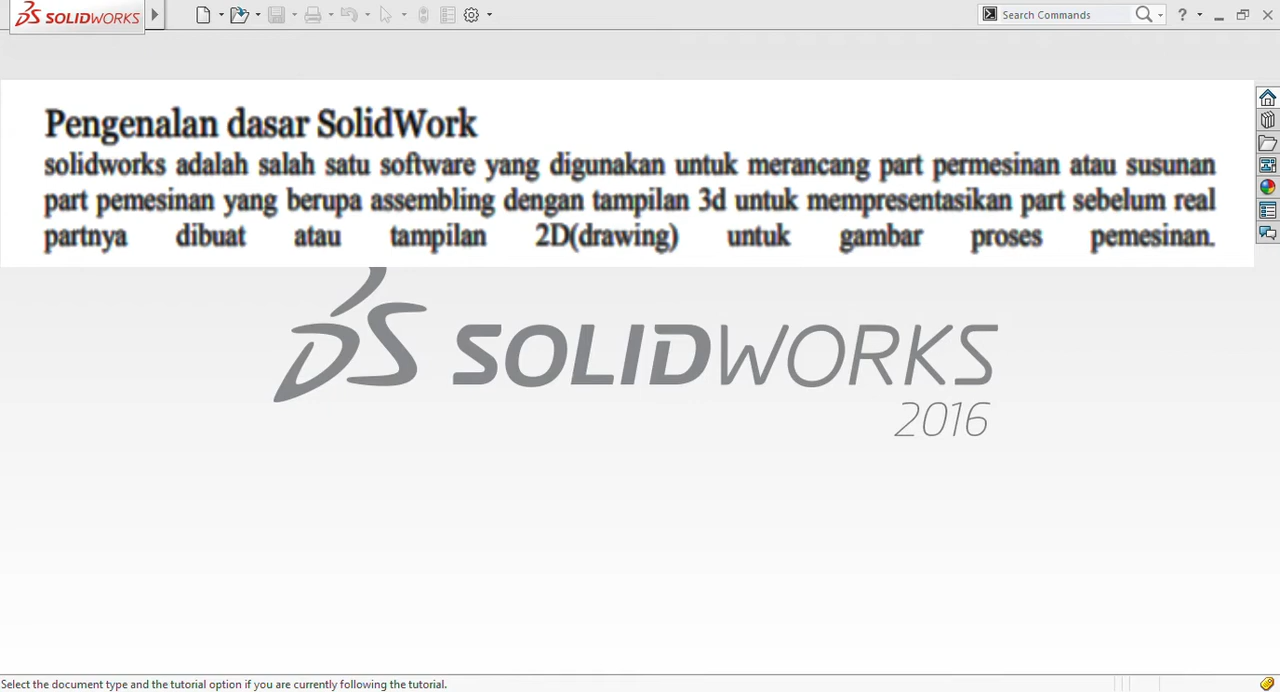 SOLIDWORKS
Search Commands
?
Pengenalan dasar SolidWork
solidworks adalah salah satu software yang digunakan untuk merancang part permesinan atau susunan
part pemesinan yang berupa assembling dengan tampilan 3d untuk mempresentasikan part sebelum real
partnya dibuat atau tampilan 2D(drawing) untuk gambar proses pemesinan.
DS SOLIDWORKS
2016
Select the document type and the tutorial option if you are currently following the tutorial.